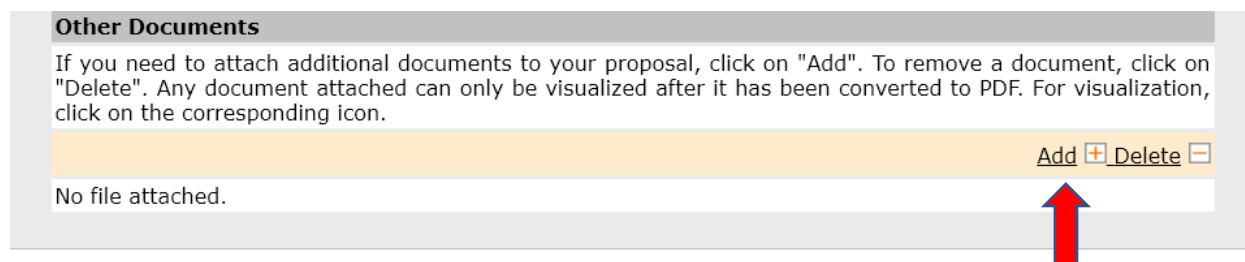 Other Documents
If you need to attach additional documents to your proposal, click on "Add". To remove a document, click on
"Delete". Any document attached can only be visualized after it has been converted to PDF. For visualization,
click on the corresponding icon.
Add Delete
No file attached.